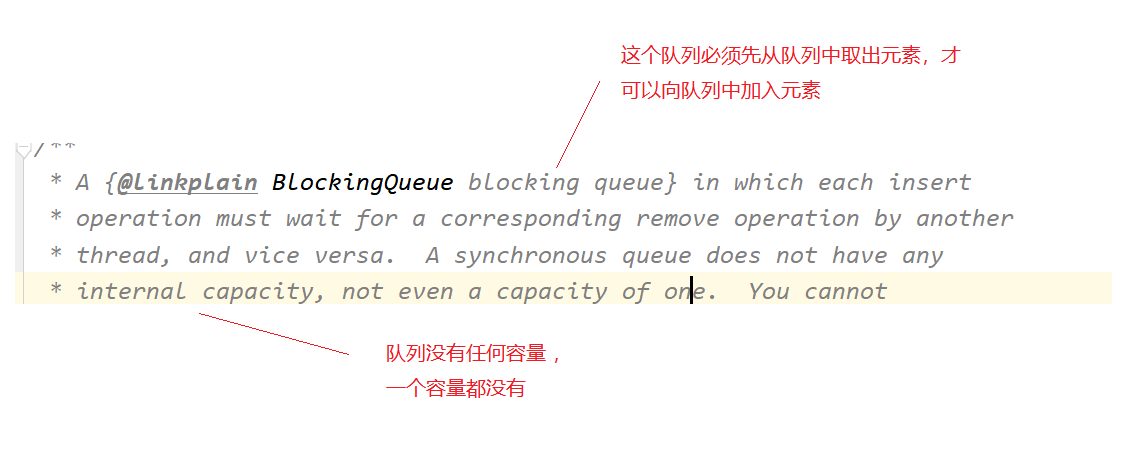 这个队列必须先从队列中取出元素，才
可以向队列中加入元素
/**
* A {@linkplain BlockingQueue blocking queue} in which each insert
* operation must wait for a corresponding remove operation by another
* thread, and vice versa.  A synchronous queue does not have any
* internal capacity, not even a capacity of one.  You cannot
队列没有任何容量，
一个容量都没有